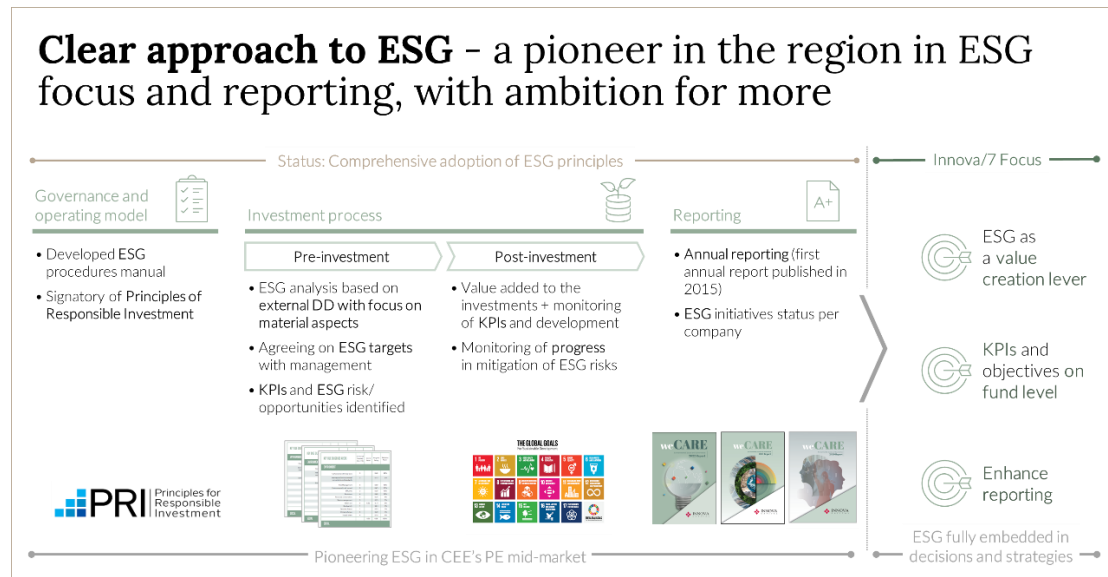 Clear approach to ESG - a pioneer in the region in ESG
focus and reporting, with ambition for more
Status: Comprehensive adoption of ESG principles
Innova/7 Focus
Governance and
operating model
• Developed ESG
procedures manual
• Signatory of Principles of
Responsible Investment
Investment process
Pre-investment
• ESG analysis based on
external DD with focus on
material aspects
• Agreeing on ESG targets
with management
• KPIs and ESG risk/
opportunities identified
Post-investment
• Value added to the
investments + monitoring
of KPIs and development
• Monitoring of progress
in mitigation of ESG risks
A+
Reporting
• Annual reporting (first
annual report published in
2015)
• ESG initiatives status per
company
ESG as
a value
creation lever
KPIs and
objectives on
fund level
Enhance
reporting
PRI
Principles for
Responsible
Investment
THE GLOBAL GOALS
weCARE
INNOVA
weCARE
INNOVA
weCARE
INNOVA
Pioneering ESG in CEE's PE mid-market
ESG fully embedded in
decisions and strategies